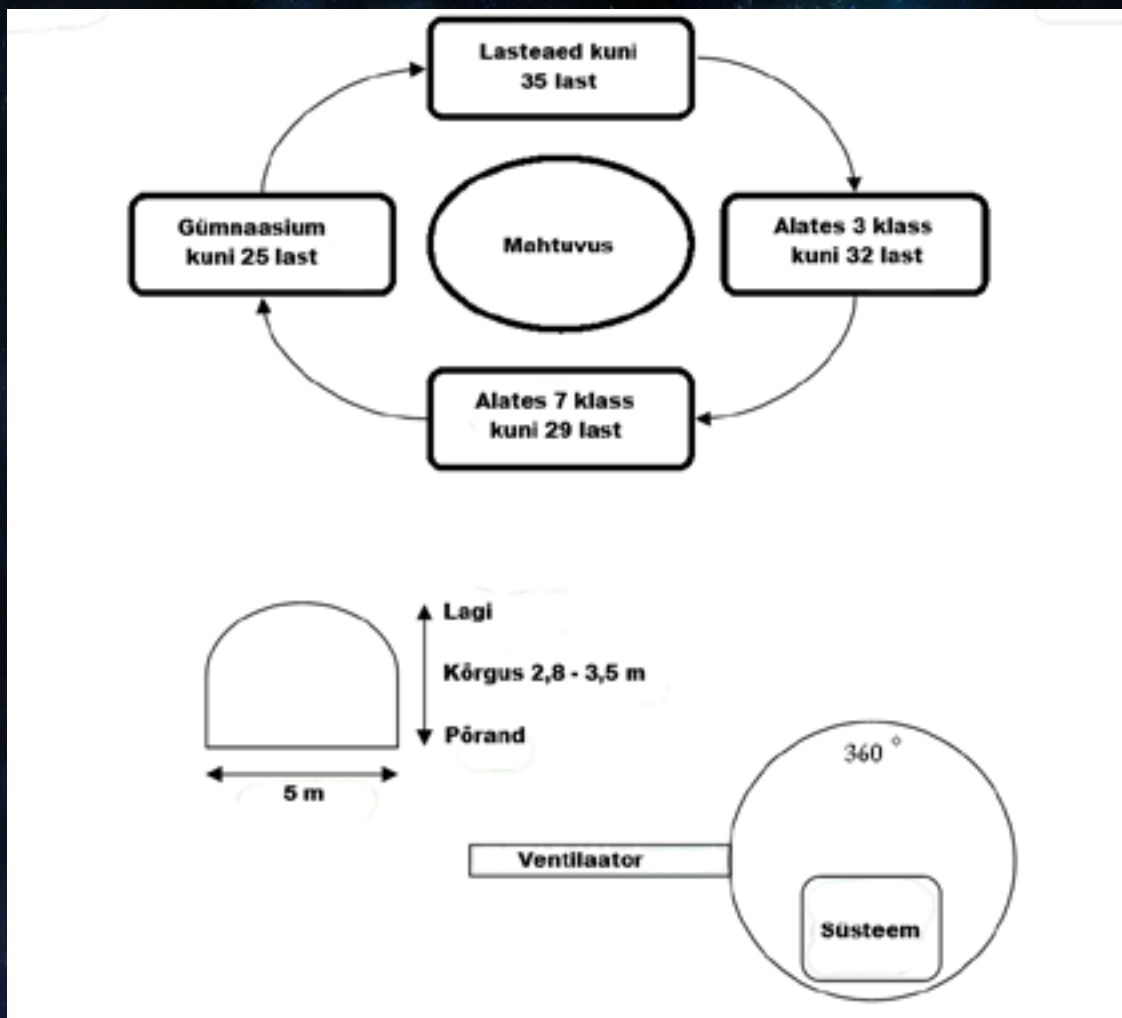 Lasteaed kuni
35 last
Gümnaasium
kuni 25 last
Mahtuvus
Alates 3 klass
kuni 32 last
Alates 7 klass
kuni 29 last
Lagi
Kõrgus 2,8 - 3,5 m
Põrand
5 m
360 °
Ventilaator
Süsteem